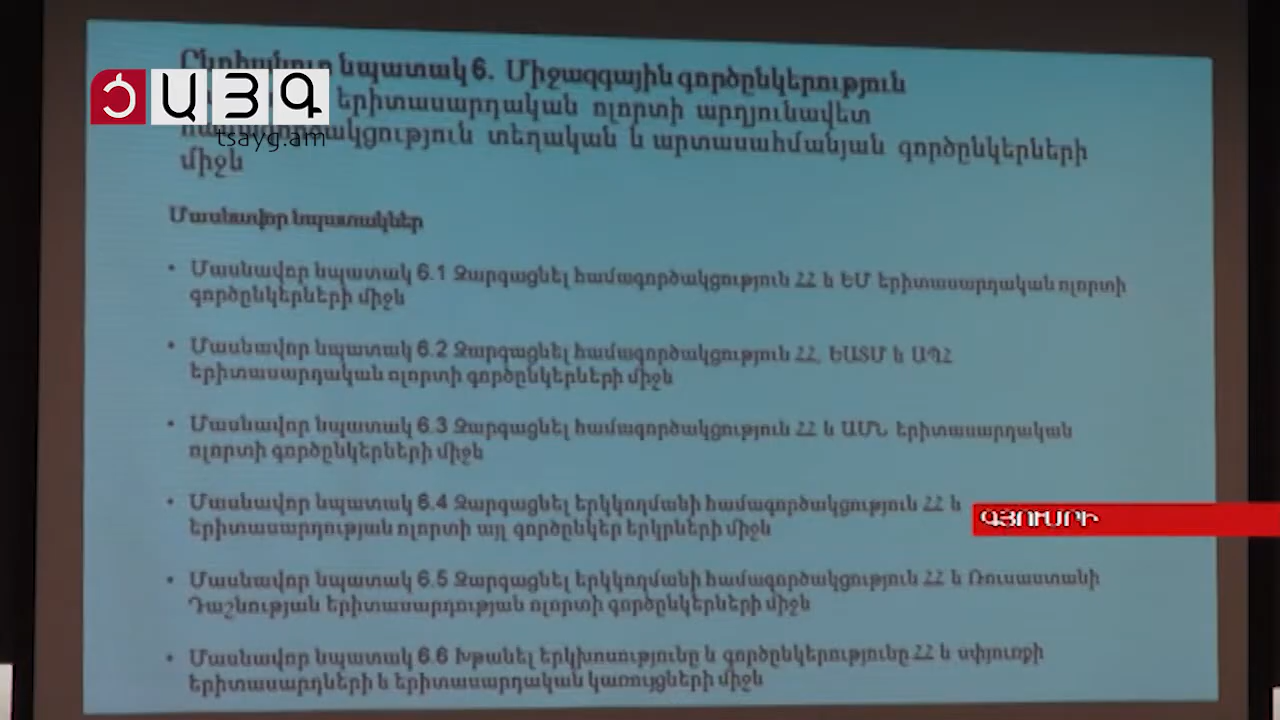 Ընդհանուր նպատակ 6. Միջազգային գործընկերություն
երիտասարդական ոլորտի արդյունավետ
համագործակցություն տեղական և արտասահմանյան գործընկերների
միջև
ՑԱՅԳ
tsayg.am
Մասնավոր նպատակներ
• Մասնավոր նպատակ 6.1 Զարգացնել համագործակցություն ՀՀ և ԵՄ երիտասարդական ոլորտի
գործընկերների միջև
• Մասնավոր նպատակ 6.2 Զարգացնել համագործակցություն ՀՀ, ԵԱՏՄ և ԱՊՀ
երիտասարդական ոլորտի գործընկերների միջև
• Մասնավոր նպատակ 6.3 Զարգացնել համագործակցություն ՀՀ և ԱՄՆ երիտասարդական
ոլորտի գործընկերների միջև
• Մասնավոր նպատակ 6.4 Զարգացնել երկկողմանի համագործակցություն ՀՀ և
երիտասարդության ոլորտի այլ գործընկեր երկրների միջև
ԳՅՈՒՄՐԻ
• Մասնավոր նպատակ 6.5 Զարգացնել երկկողմանի համագործակցություն ՀՀ և Ռուսաստանի
Դաշնության երիտասարդության ոլորտի գործընկերների միջև
• Մասնավոր նպատակ 6.6 Խթանել երկխոսությունը և գործընկերությունը ՀՀ և սփյուռքի
երիտասարդների և երիտասարդական կառույցների միջև